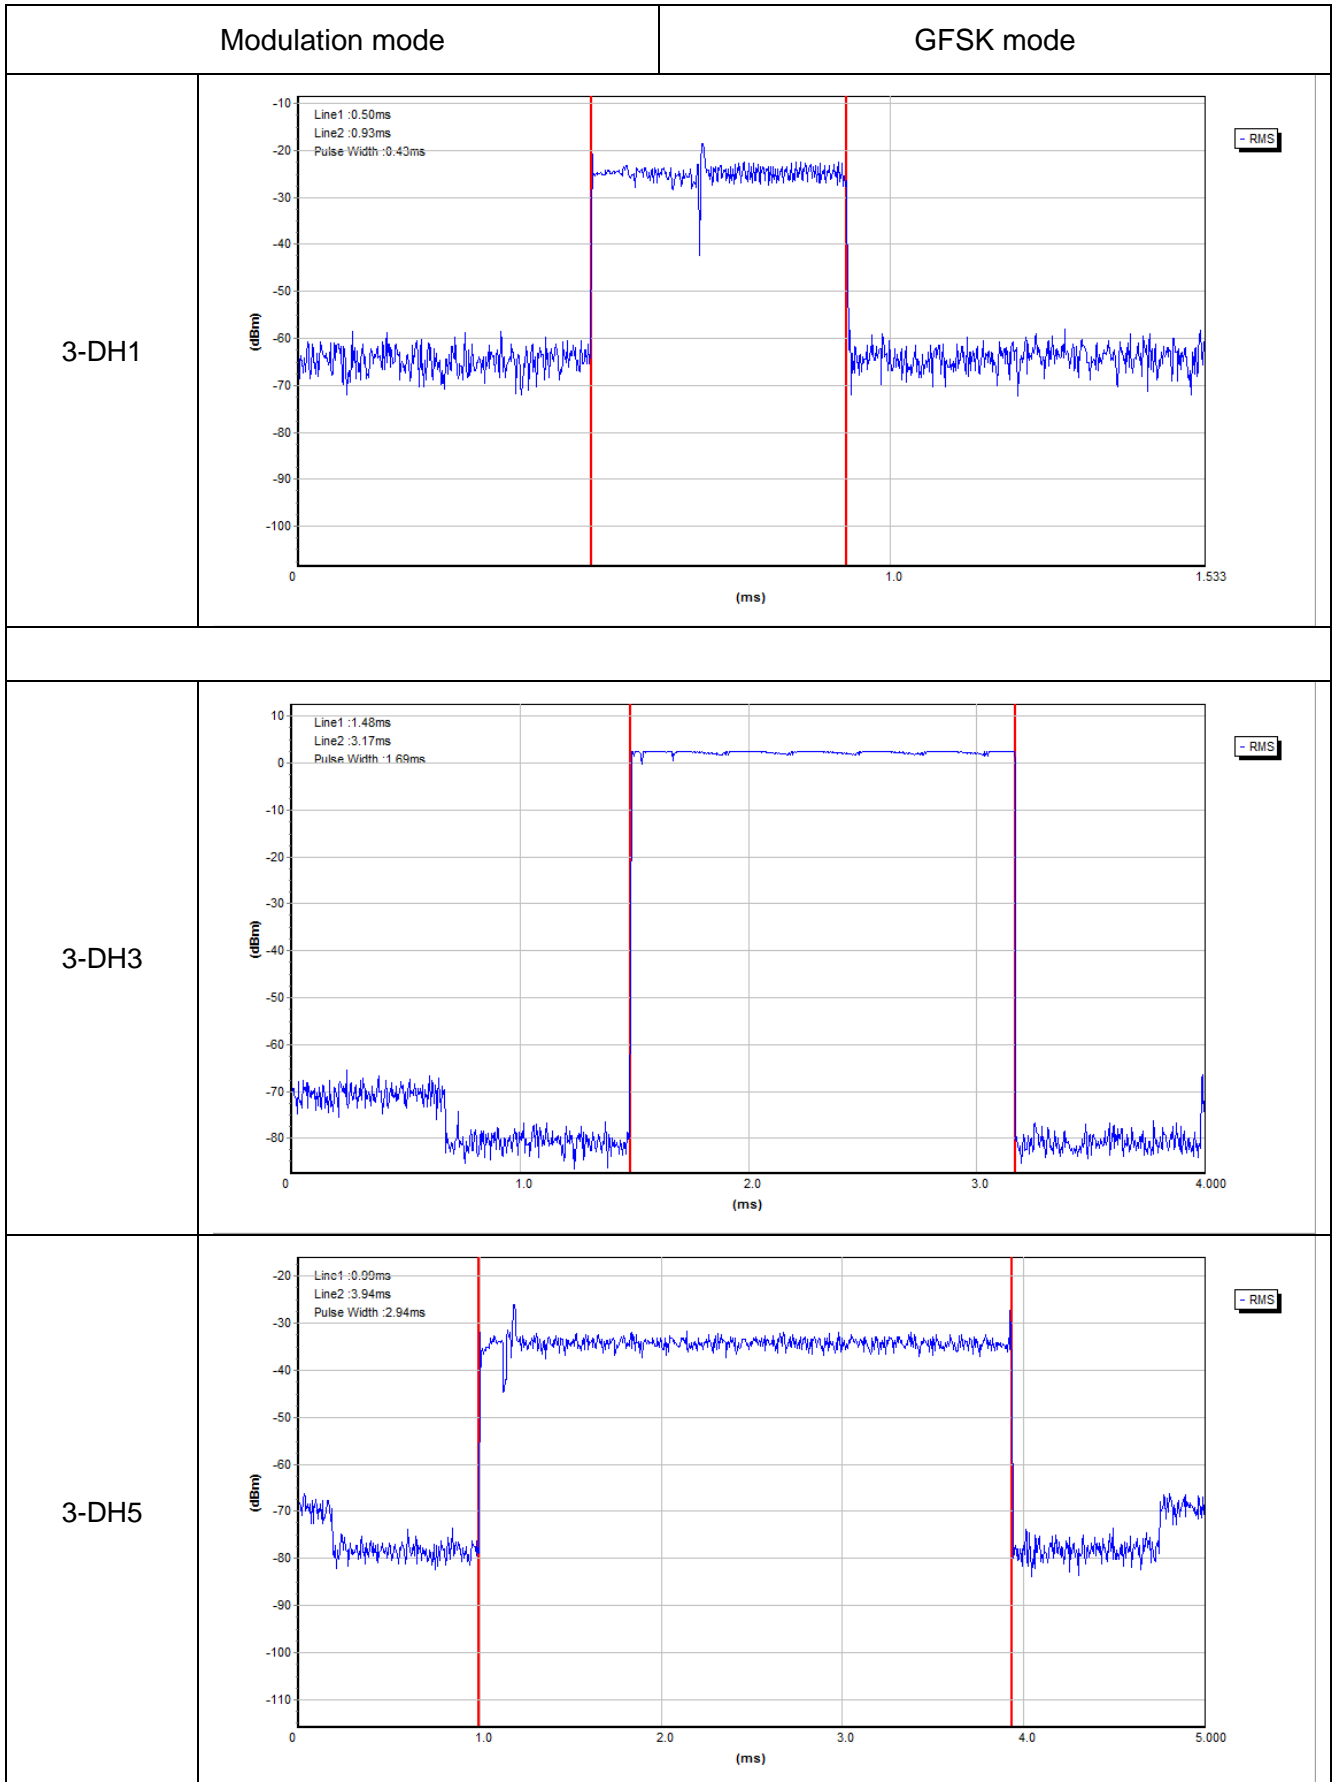 Modulation mode GFSK mode
3-DH1
Line1 :0.50ms
Line2 :0.93ms
Pulse Width :0.43ms
- RMS
-10
-20
-30
-40
-50
-60
-70
-80
-90
-100
(dBm)
0 1.0 1.533
(ms)
3-DH3
Line1 :1.48ms
Line2 :3.17ms
Pulse Width :1.69ms
- RMS
10
0
-10
-20
-30
-40
-50
-60
-70
-80
(dBm)
0 1.0 2.0 3.0 4.000
(ms)
3-DH5
Line1 :0.99ms
Line2 :3.94ms
Pulse Width :2.94ms
- RMS
-20
-30
-40
-50
-60
-70
-80
-90
-100
-110
(dBm)
0 1.0 2.0 3.0 4.0 5.000
(ms)